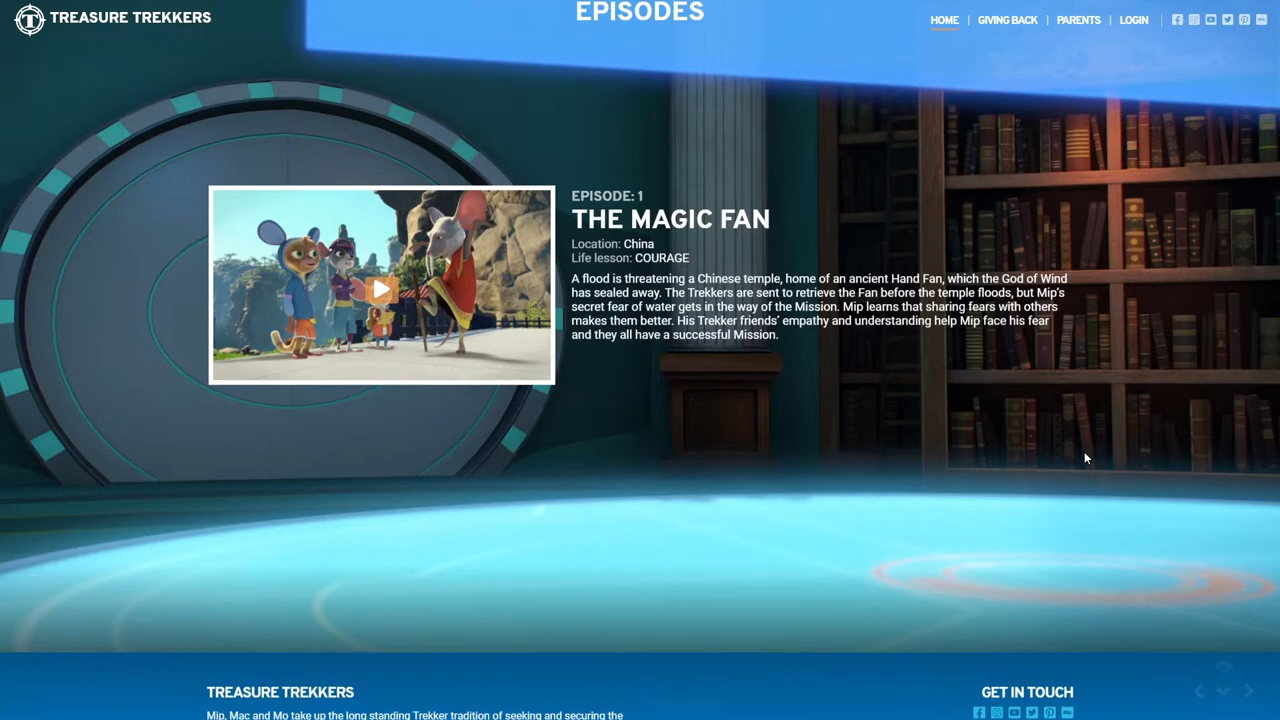 TREASURE TREKKERS
EPISODES
HOME | GIVING BACK | PARENTS | LOGIN
EPISODE: 1
THE MAGIC FAN
Location: China
Life lesson: COURAGE
A flood is threatening a Chinese temple, home of an ancient Hand Fan, which the God of Wind
has sealed away. The Trekkers are sent to retrieve the Fan before the temple floods, but Mip's
secret fear of water gets in the way of the Mission. Mip learns that sharing fears with others
makes them better. His Trekker friends' empathy and understanding help Mip face his fear
and they all have a successful Mission.
TREASURE TREKKERS
GET IN TOUCH
Mip, Mac and Mo take up the long standing Trekker tradition of seeking and securing the